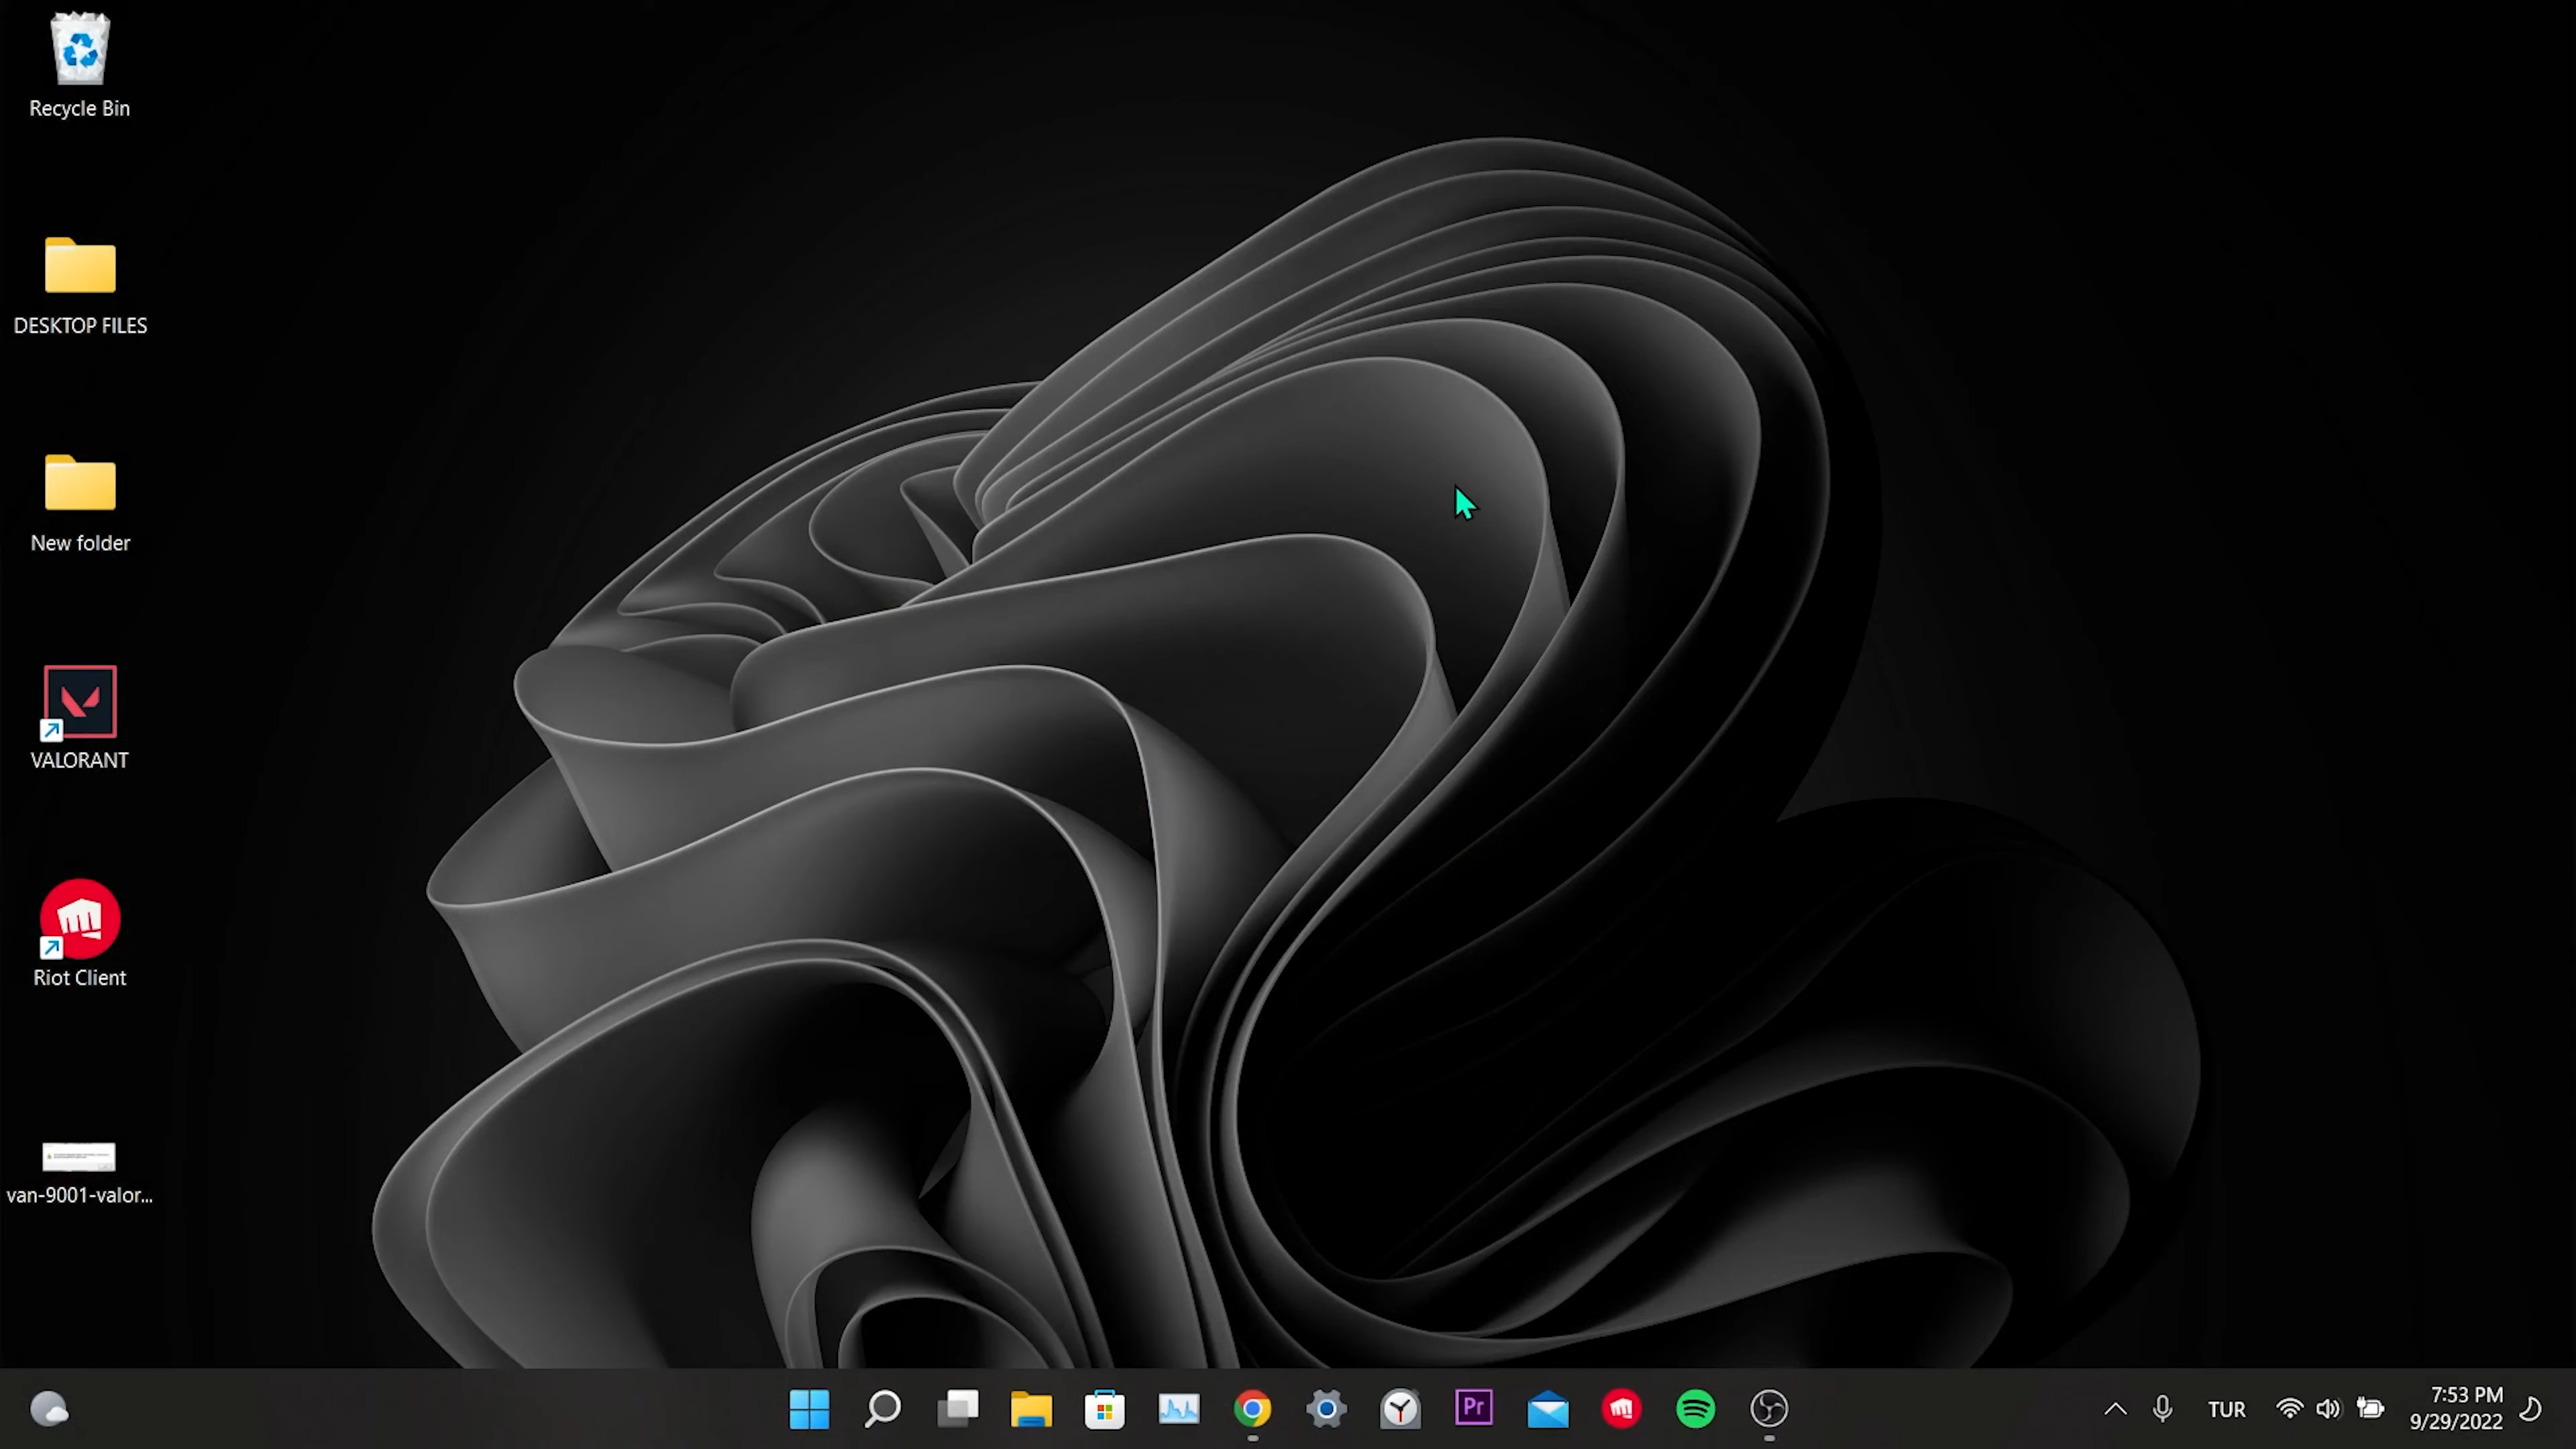 Recycle Bin
DESKTOP FILES
New folder
VALORANT
Riot Client
van-9001-valor...
Pr
TUR
7:53 PM
9/29/2022